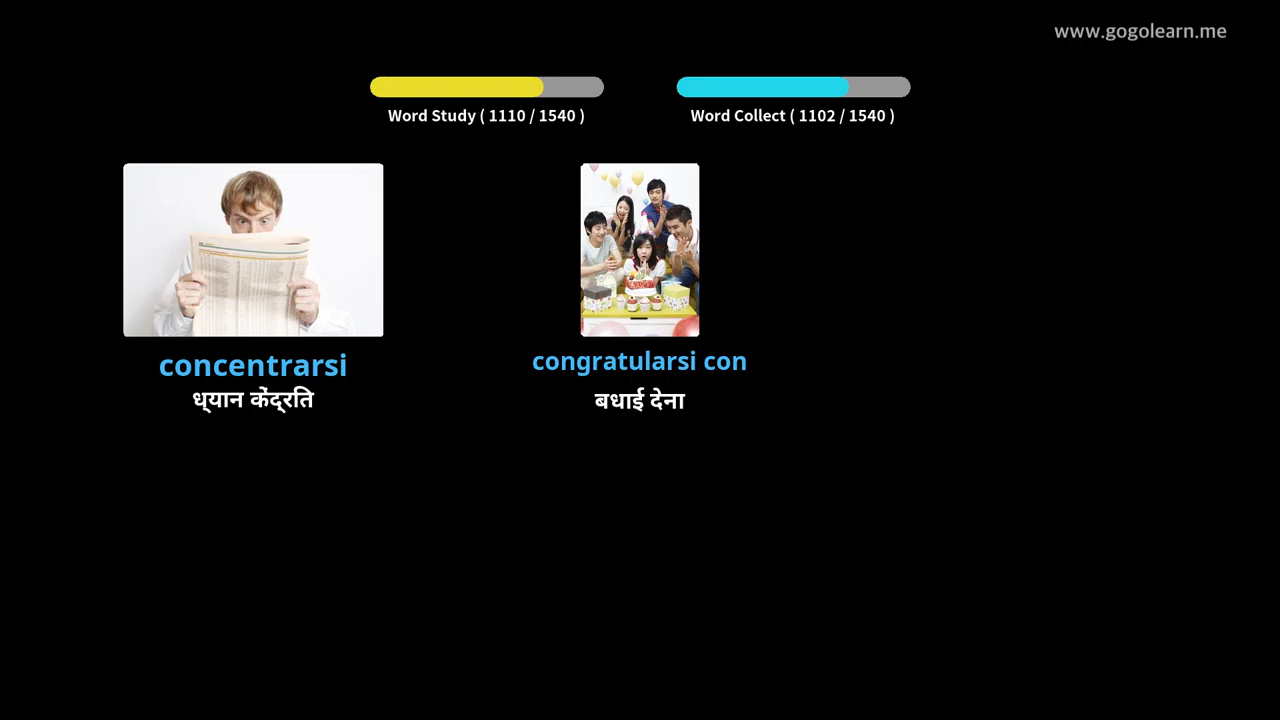 www.gogolearn.me
Word Study ( 1110 / 1540 )
Word Collect ( 1102 / 1540 )
concentrarsi
ध्यान केंद्रति
congratularsi con
बधाई देना